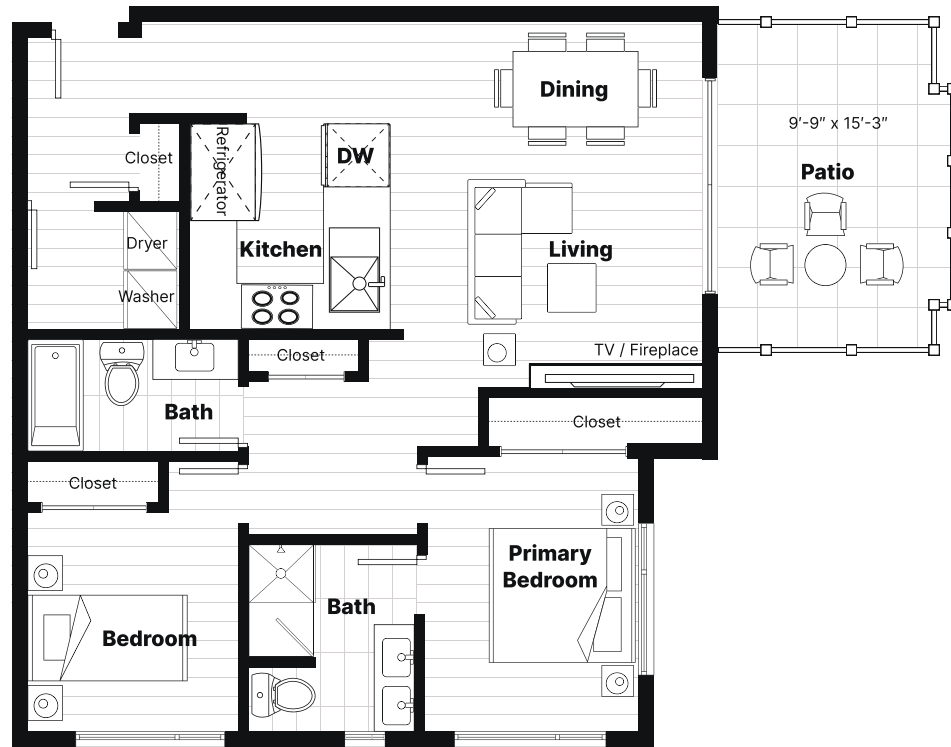 Dining
9'-9" x 15'-3"
Refrigerator
DW
Closet
Patio
Dryer
Kitchen
Living
Washer
TV / Fireplace
Closet
Bath
Closet
Closet
Primary
Bedroom
Bath
Bedroom